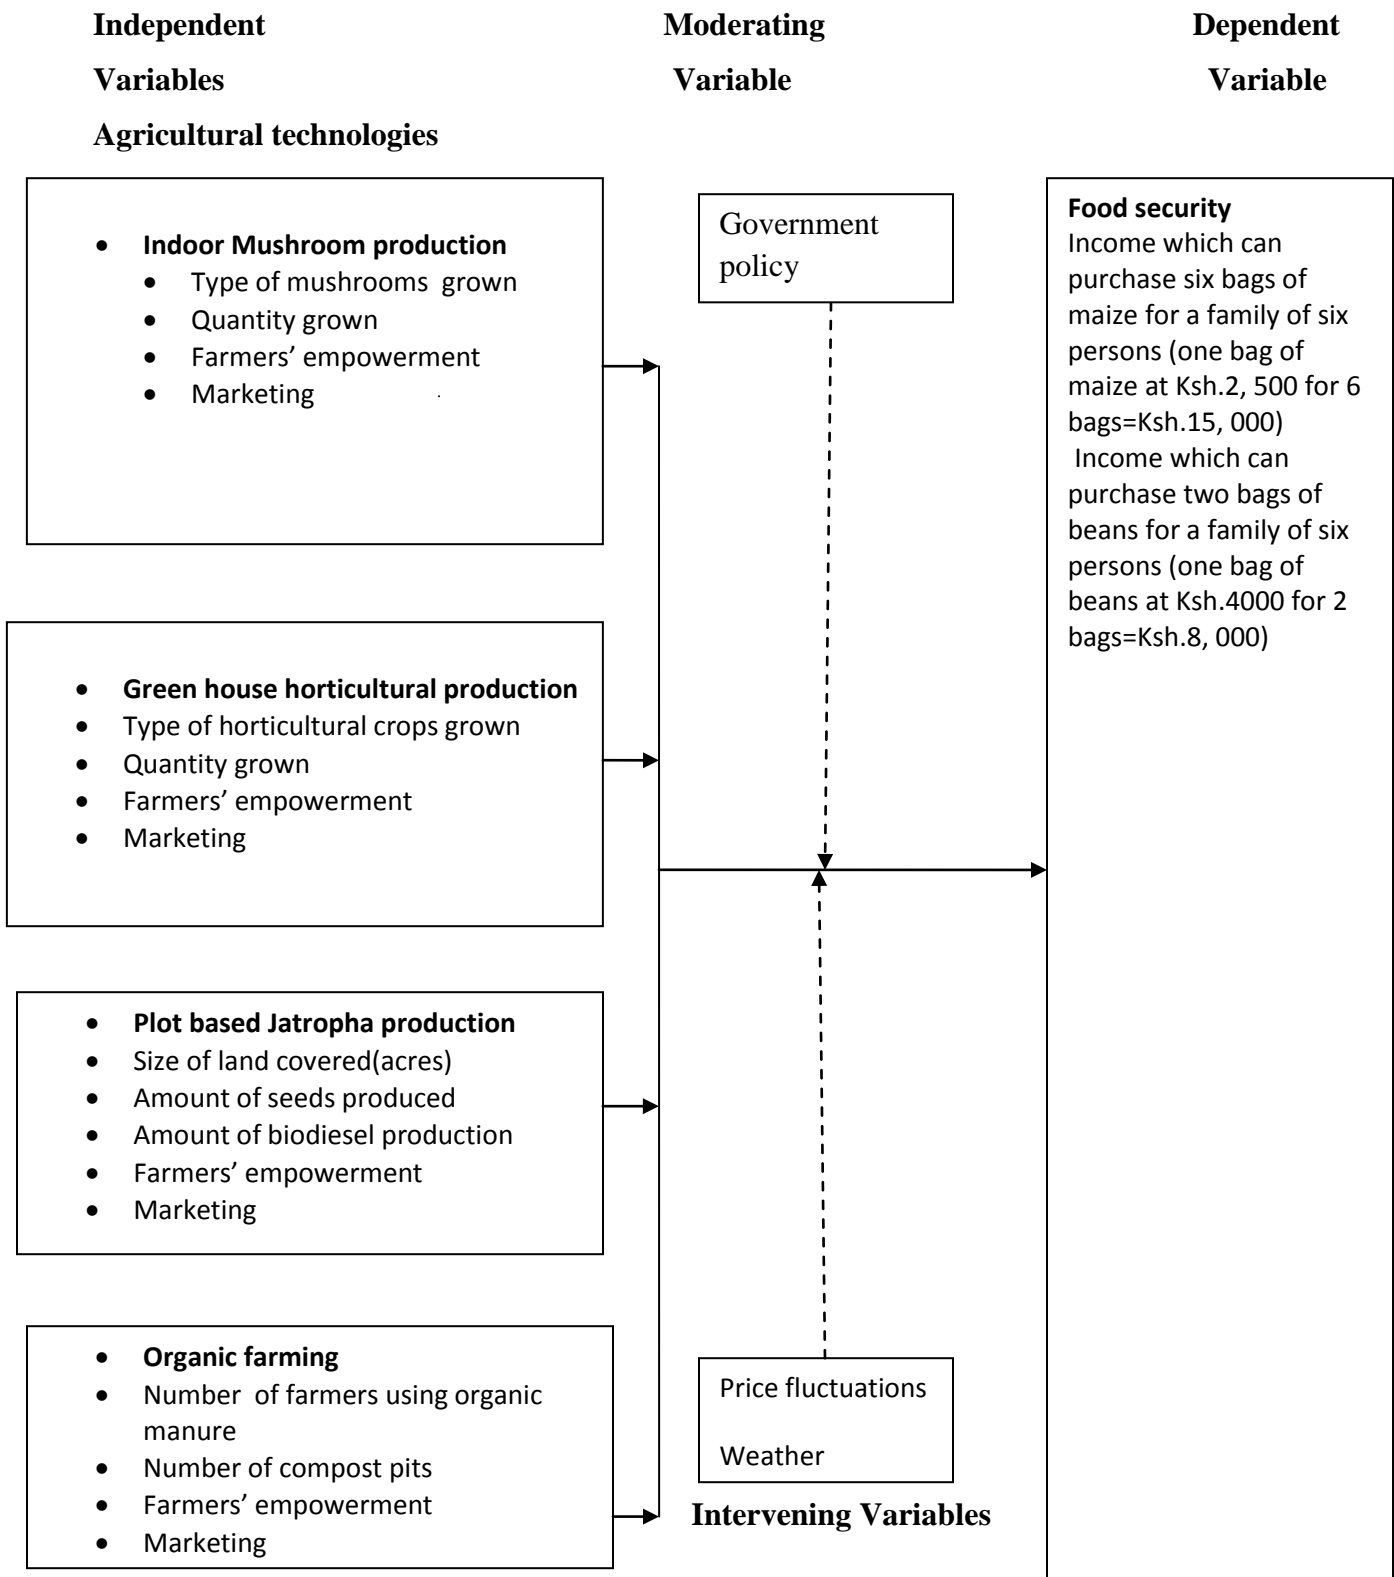 Independent
Variables
Agricultural technologies
Moderating
Variable
Dependent
Variable
• Indoor Mushroom production
• Type of mushrooms grown
• Quantity grown
• Farmers’ empowerment
• Marketing
• Green house horticultural production
• Type of horticultural crops grown
• Quantity grown
• Farmers’ empowerment
• Marketing
• Plot based Jatropha production
• Size of land covered(acres)
• Amount of seeds produced
• Amount of biodiesel production
• Farmers’ empowerment
• Marketing
• Organic farming
• Number of farmers using organic
manure
• Number of compost pits
• Farmers’ empowerment
• Marketing
Government
policy
Price fluctuations
Weather
Intervening Variables
Food security
Income which can
purchase six bags of
maize for a family of six
persons (one bag of
maize at Ksh.2, 500 for 6
bags=Ksh.15, 000)
Income which can
purchase two bags of
beans for a family of six
persons (one bag of
beans at Ksh.4000 for 2
bags=Ksh.8, 000)